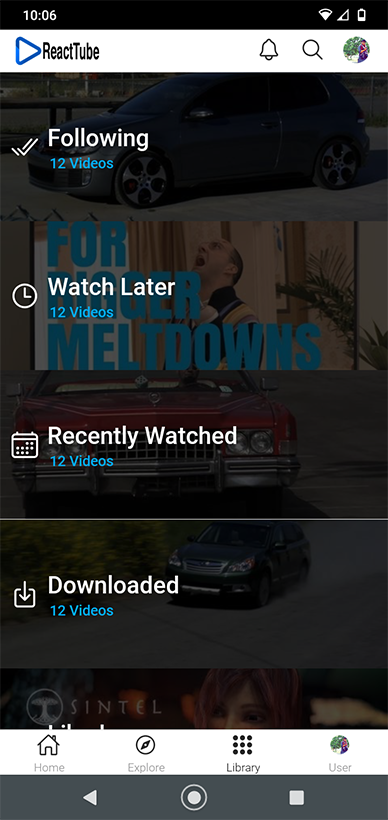 10:06
ReactTube
Following
12 Videos
FOR
BIGGER
MELTDOWNS
Watch Later
12 Videos
Recently Watched
12 Videos
Downloaded
12 Videos
SINTEL
Home
Explore
Library
User